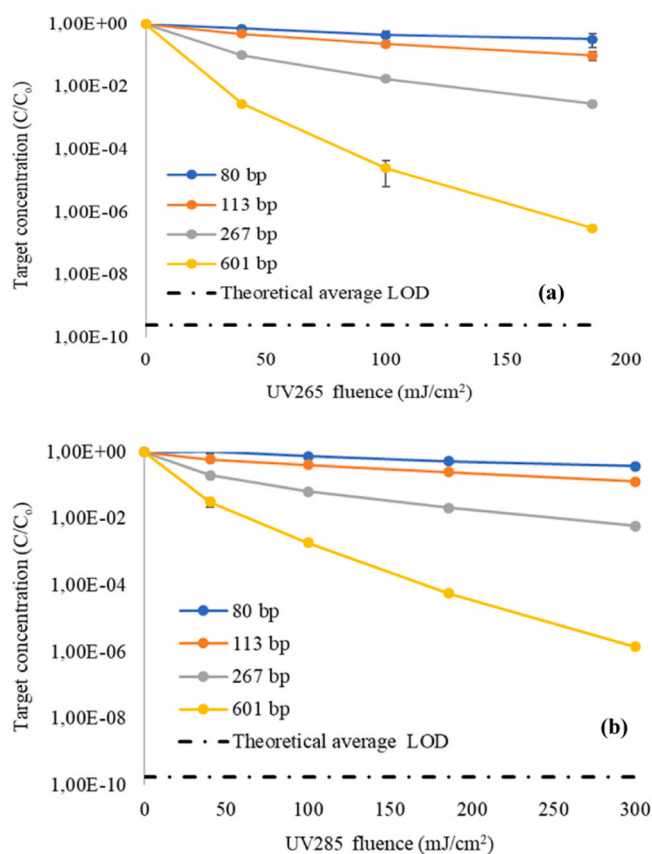 Target concentration (C/C₀)
1,00E+00
1,00E-02
1,00E-04
1,00E-06
1,00E-08
1,00E-10
80 bp
113 bp
267 bp
601 bp
Theoretical average LOD
(a)
0 50 100 150 200
UV265 fluence (mJ/cm²)
Target concentration (C/C₀)
1,00E+00
1,00E-02
1,00E-04
1,00E-06
1,00E-08
1,00E-10
80 bp
113 bp
267 bp
601 bp
Theoretical average LOD
(b)
0 50 100 150 200 250 300
UV285 fluence (mJ/cm²)